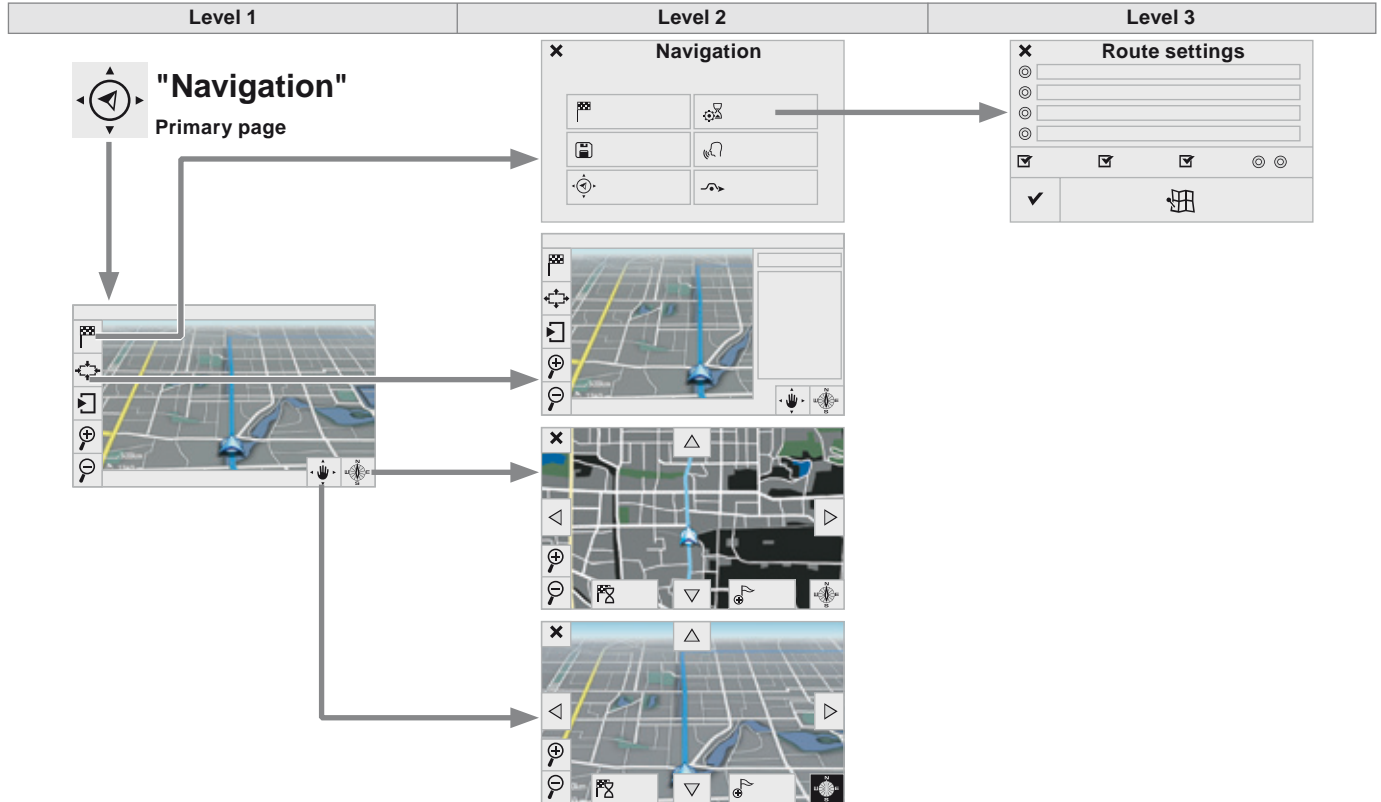 Level 1
Level 2
Level 3
"Navigation"
Primary page
Navigation
Route settings